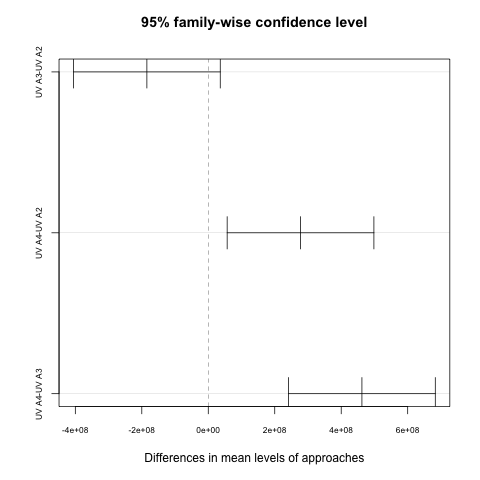 95% family-wise confidence level
UV A3-UV A2
UV A4-UV A2
UV A4-UV A3
-4e+08 -2e+08 0e+00 2e+08 4e+08 6e+08
Differences in mean levels of approaches